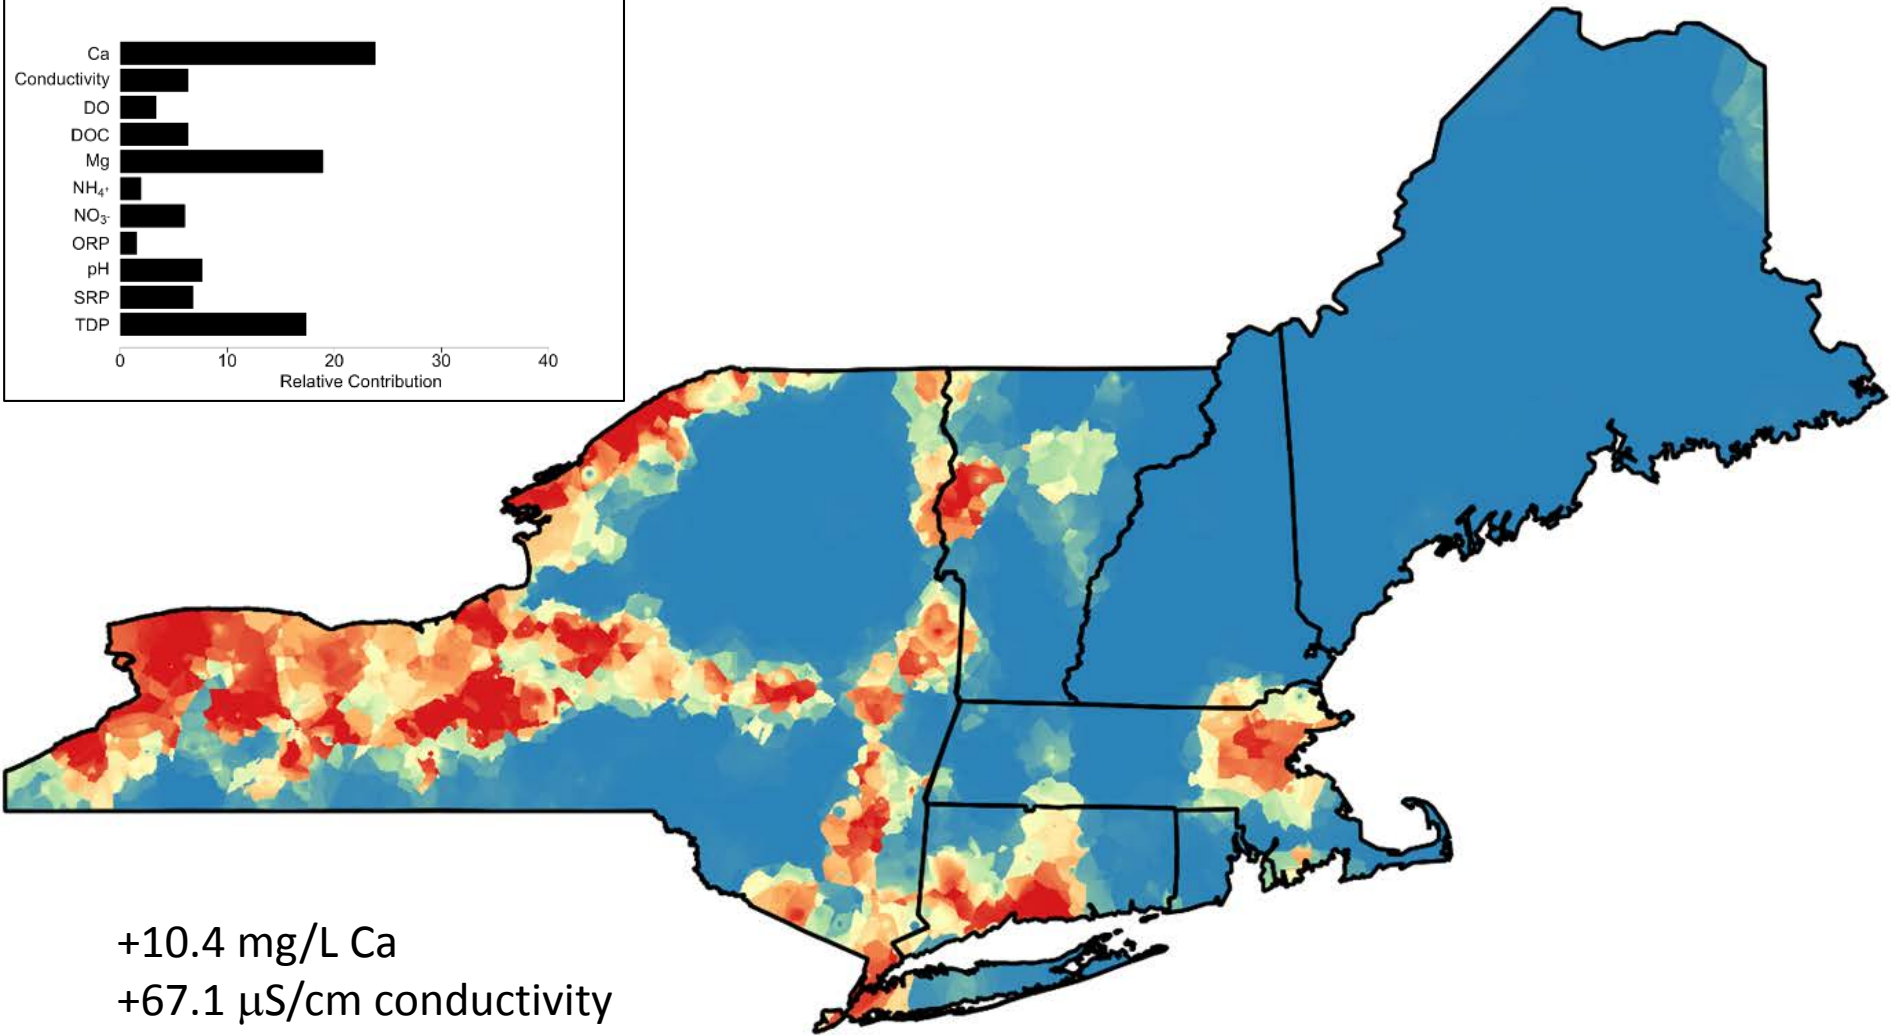 Ca
Conductivity
DO
DOC
Mg
NH₄⁺
NO₃⁻
ORP
pH
SRP
TDP
0 10 20 30 40
Relative Contribution
+10.4 mg/L Ca
+67.1 μS/cm conductivity